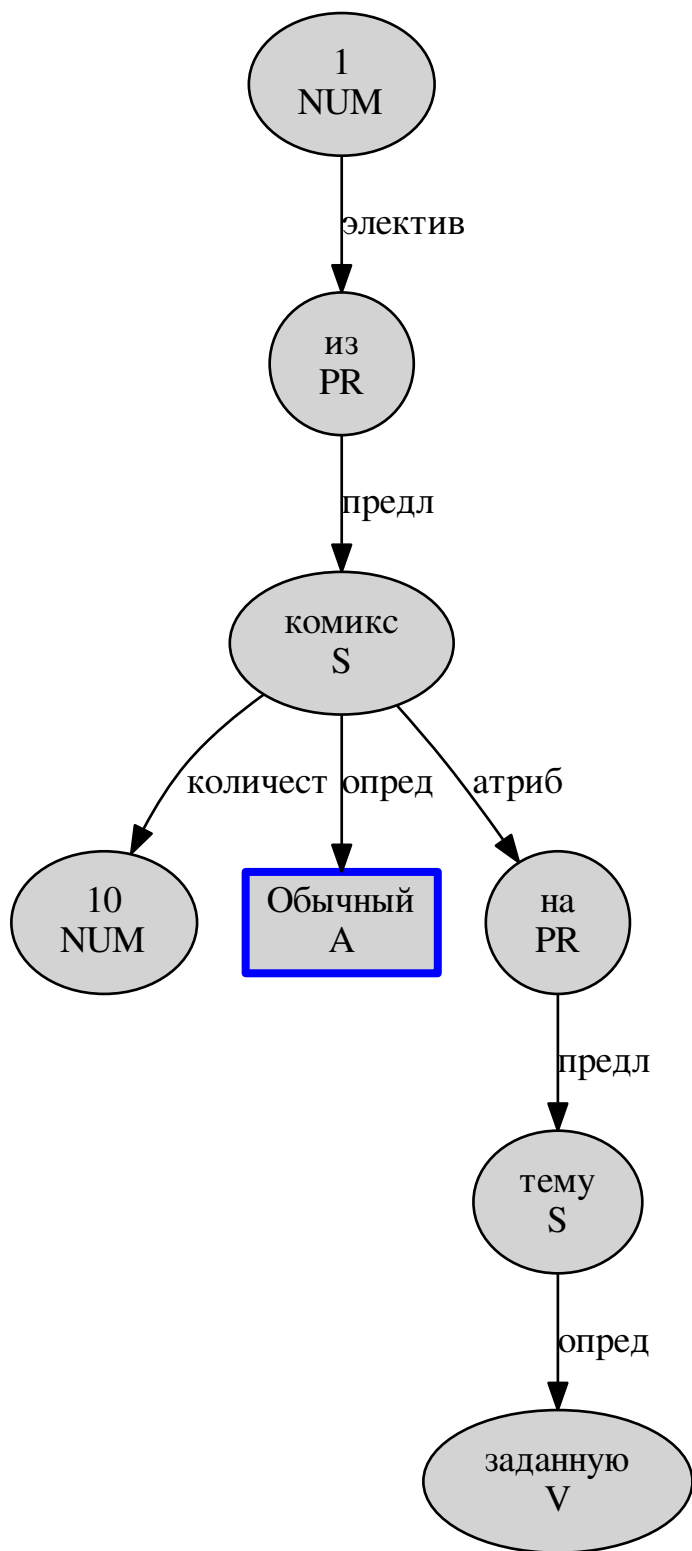 1
NUM
электив
из
PR
предл
комикс
S
количест
опред
атриб
10
NUM
Обычный
A
на
PR
предл
тему
S
опред
заданную
V